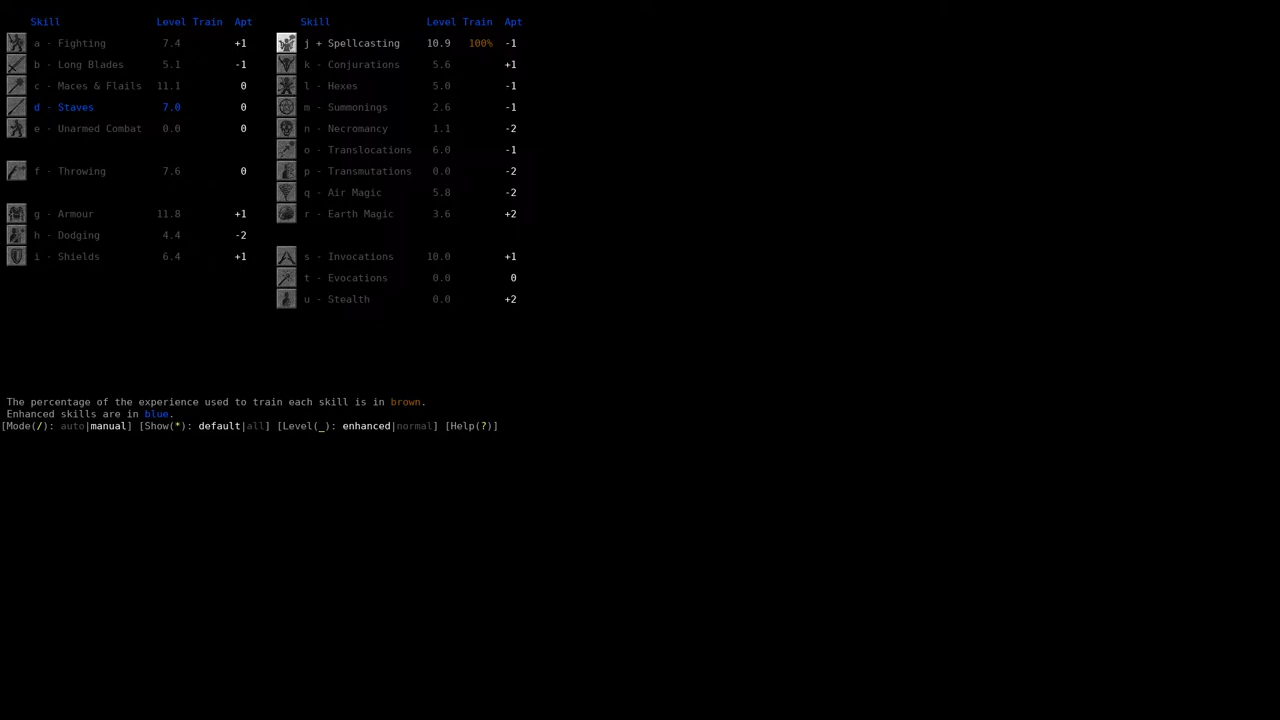 Skill Level Train Apt Skill Level Train Apt
a - Fighting 7.4 +1 j + Spellcasting 10.9 100% -1
b - Long Blades 5.1 -1 k - Conjurations 5.6 +1
c - Maces & Flails 11.1 0 l - Hexes 5.0 -1
d - Staves 7.0 0 m - Summonings 2.6 -1
e - Unarmed Combat 0.0 0 n - Necromancy 1.1 -2
o - Translocations 6.0 -1
f - Throwing 7.6 0 p - Transmutations 0.0 -2
q - Air Magic 5.8 -2
g - Armour 11.8 +1 r - Earth Magic 3.6 +2
h - Dodging 4.4 -2
i - Shields 6.4 +1 s - Invocations 10.0 +1
t - Evocations 0.0 0
u - Stealth 0.0 +2
The percentage of the experience used to train each skill is in brown.
Enhanced skills are in blue.
[Mode(/): auto|manual] [Show(*): default|all] [Level(_): enhanced|normal] [Help(?)]